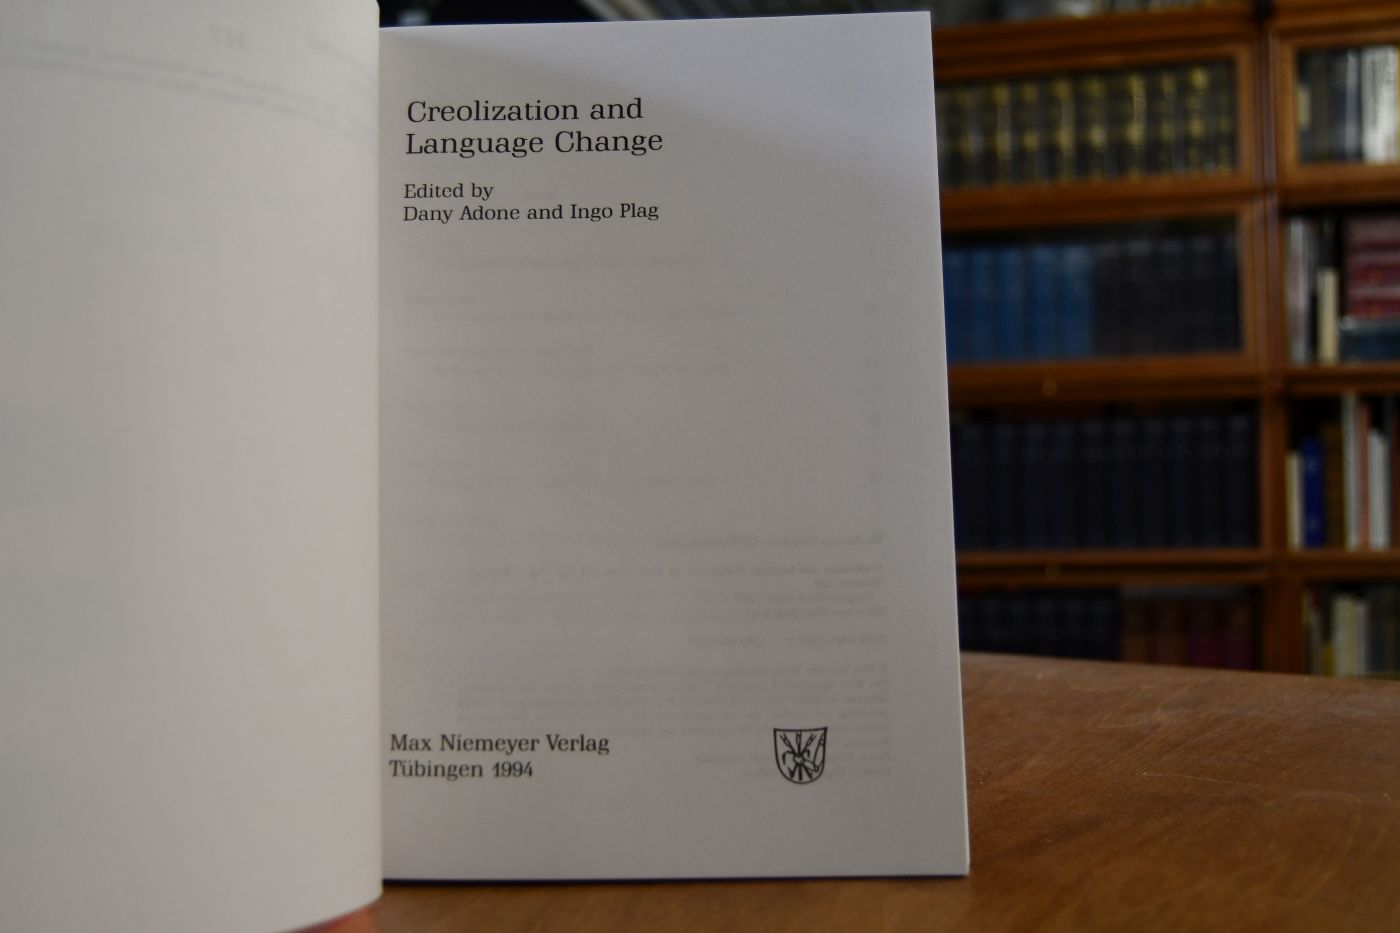 Creolization and
Language Change
Edited by
Dany Adone and Ingo Plag
Max Niemeyer Verlag
Tübingen 1994